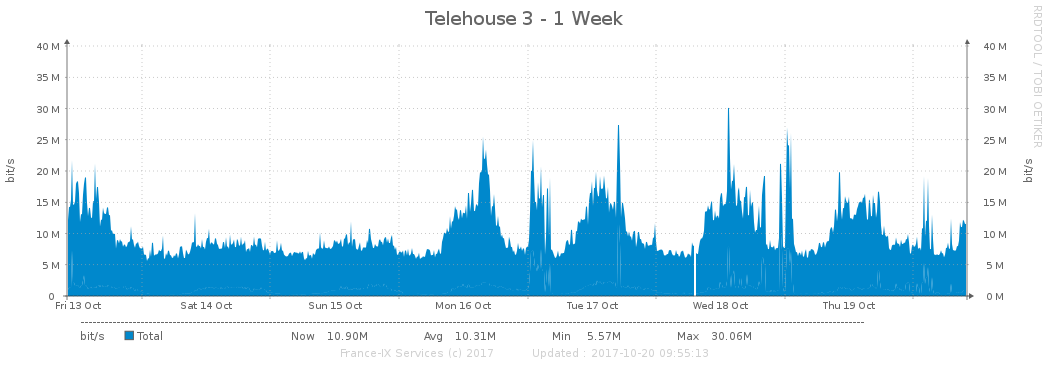 Telehouse 3 - 1 Week
RRDTOOL / TOBI OETIKER
40 M 40 M
35 M 35 M
30 M 30 M
25 M 25 M
20 M 20 M
15 M 15 M
10 M 10 M
5 M 5 M
0 0 M
bit/s bit/s
Fri 13 Oct Sat 14 Oct Sun 15 Oct Mon 16 Oct Tue 17 Oct Wed 18 Oct Thu 19 Oct
bit/s Total Now 10.90M Avg 10.31M Min 5.57M Max 30.06M
France-IX Services (c) 2017 Updated : 2017-10-20 09:55:13